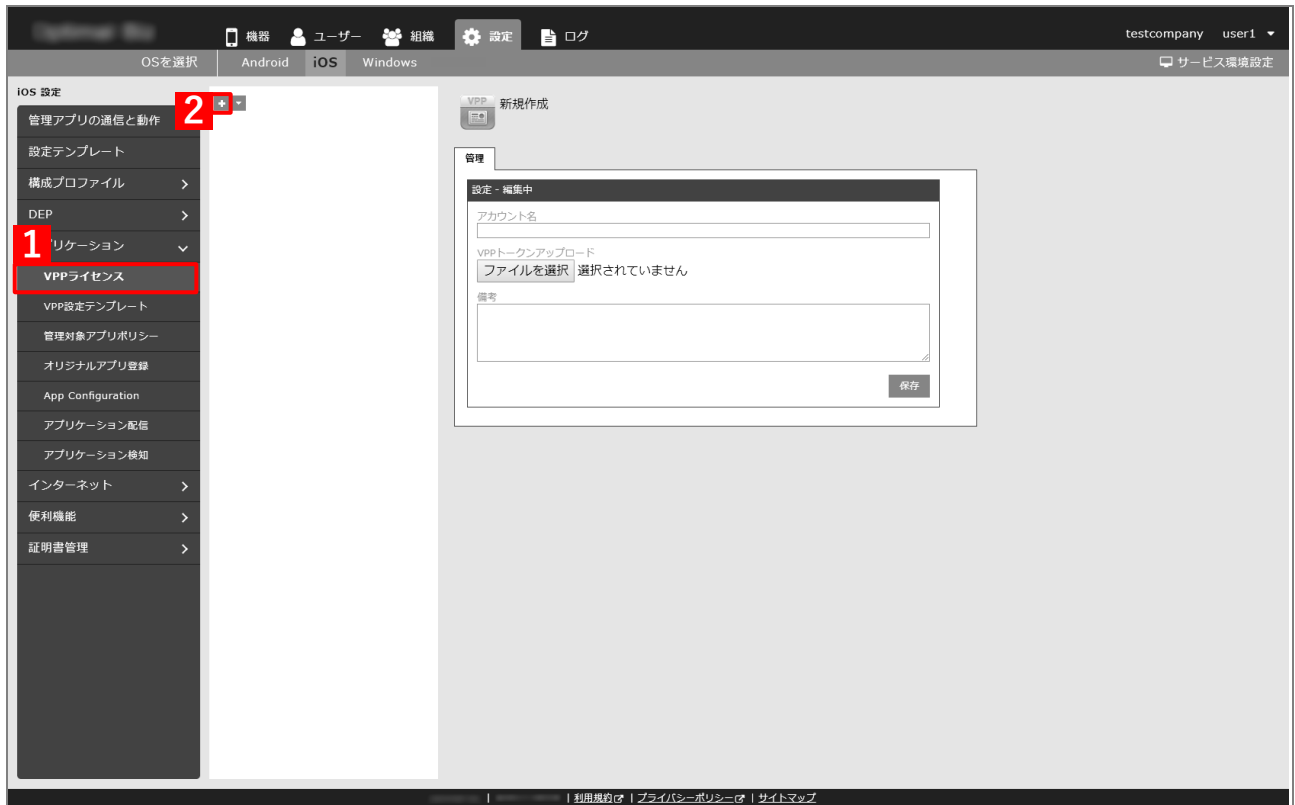 機器 ユーザー 組織 設定 ログ testcompany user1
OSを選択 Android iOS Windows サービス環境設定
iOS 設定
管理アプリの通信と動作
2
設定テンプレート
構成プロファイル
DEP
1
リケーション
VPPライセンス
VPP設定テンプレート
管理対象アプリポリシー
オリジナルアプリ登録
App Configuration
アプリケーション配信
アプリケーション検知
インターネット
便利機能
証明書管理
VPP 新規作成
管理
設定 - 編集中
アカウント名
VPPトークンアップロード
ファイルを選択 選択されていません
備考
保存
| | 利用規約 | プライバシーポリシー | サイトマップ